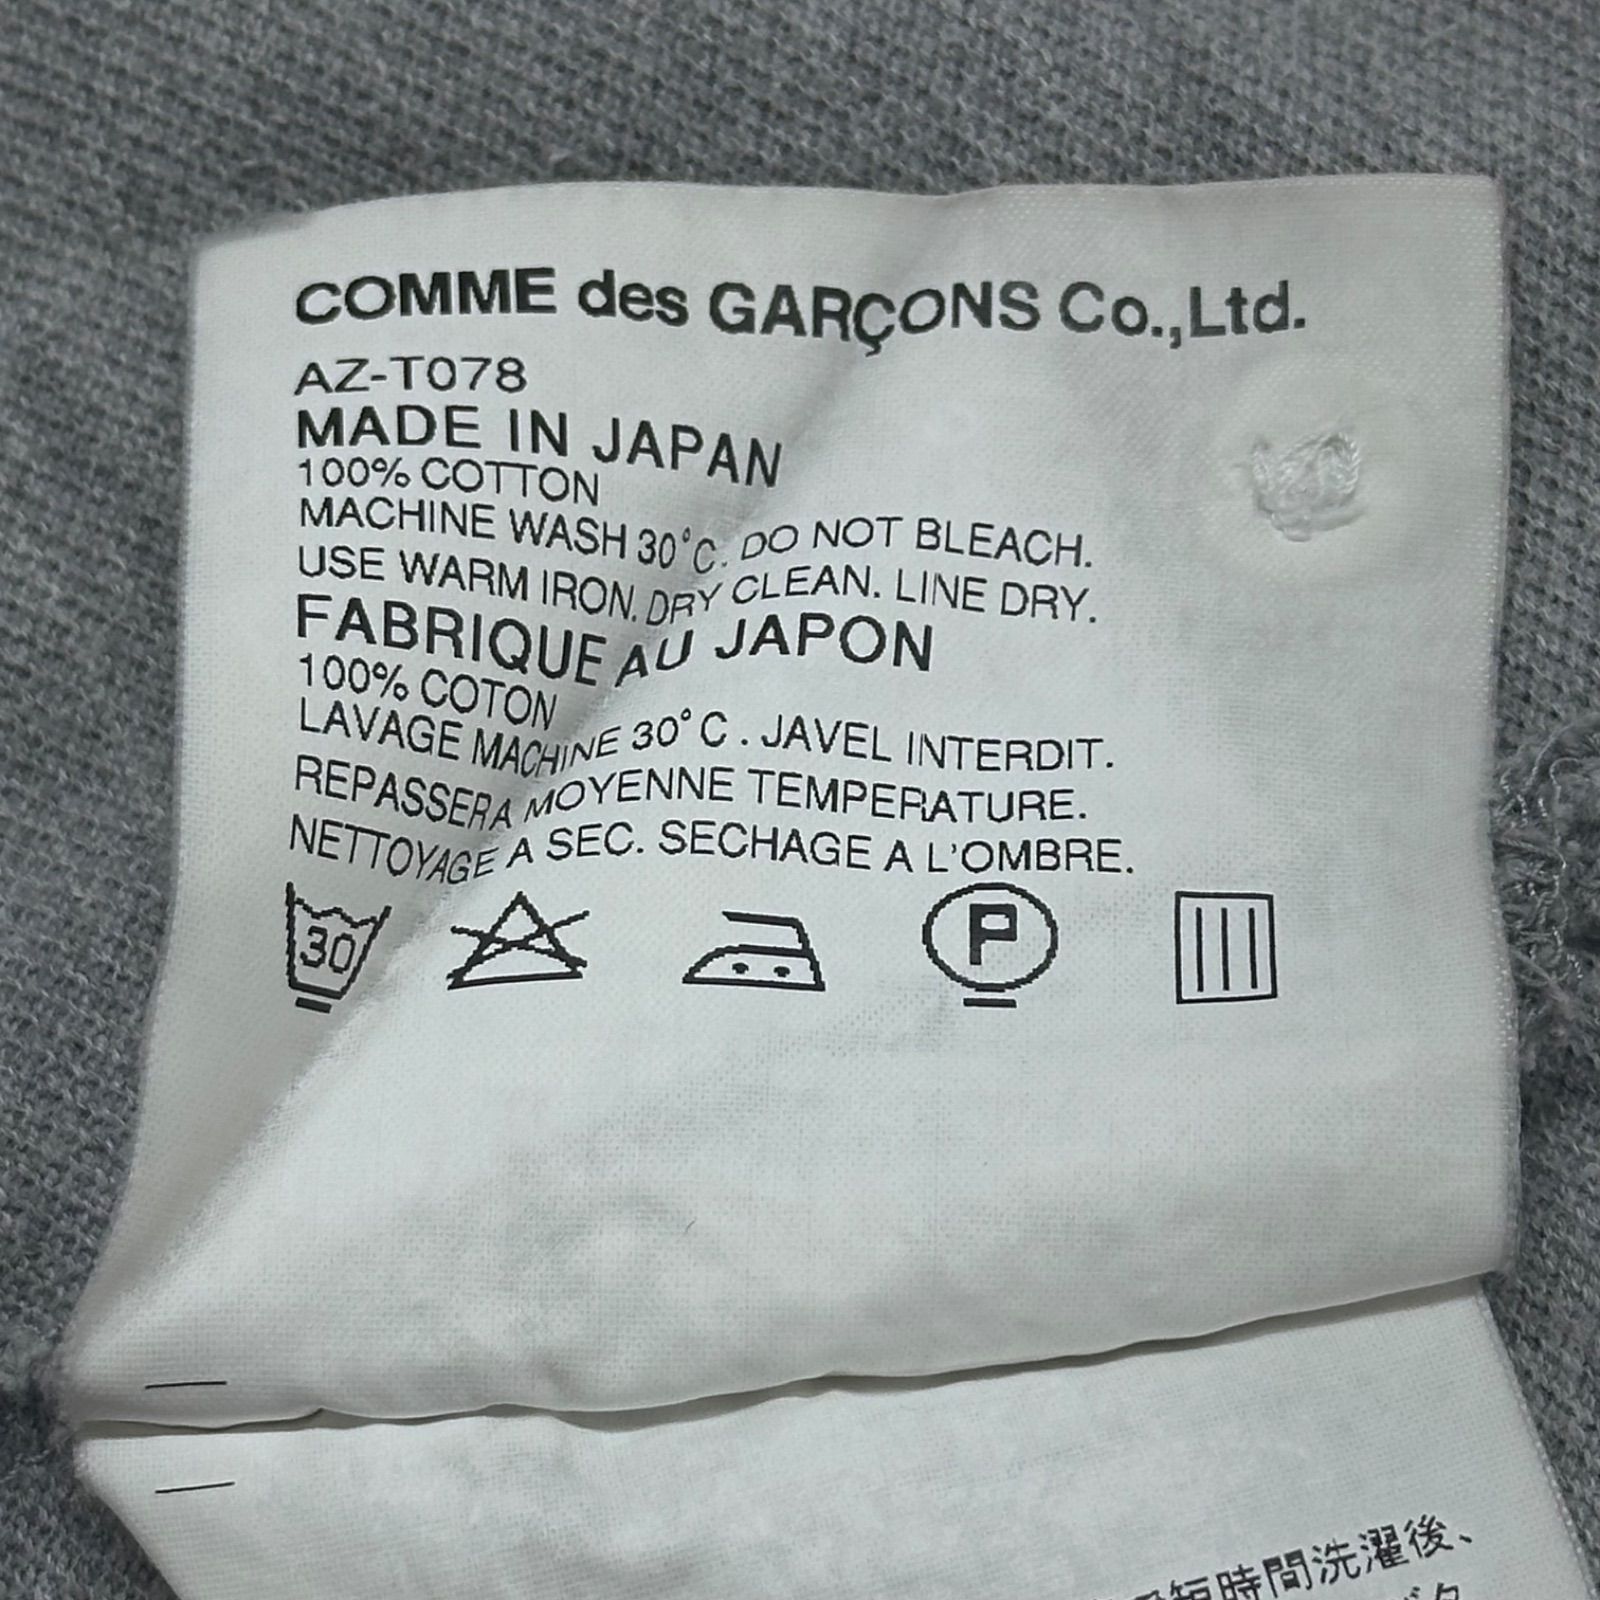 COMME des GARÇONS Co.,Ltd.
AZ-T078
MADE IN JAPAN
100% COTTON
MACHINE WASH 30°C. DO NOT BLEACH.
USE WARM IRON. DRY CLEAN. LINE DRY.
FABRIQUE AU JAPON
100% COTON
LAVAGE MACHINE 30°C. JAVEL INTERDIT.
REPASSER A MOYENNE TEMPERATURE.
NETTOYAGE A SEC. SECHAGE A L'OMBRE.
30 P
短時間洗濯後、